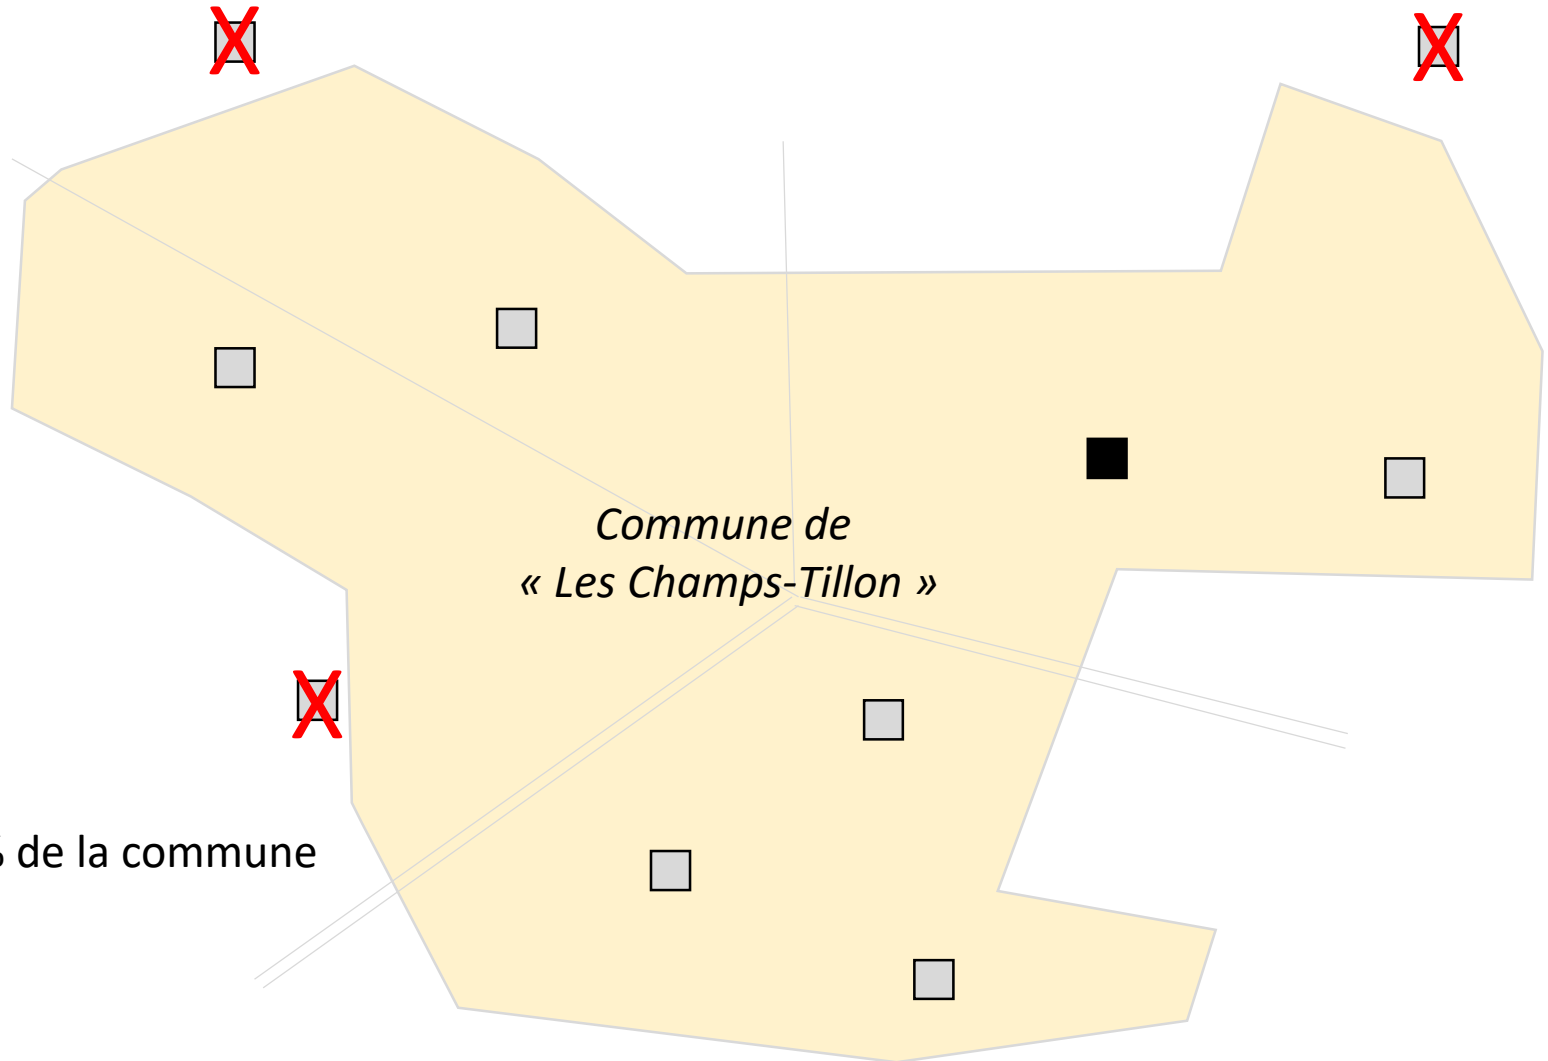 Commune de
« Les Champs-Tillon »
% de la commune